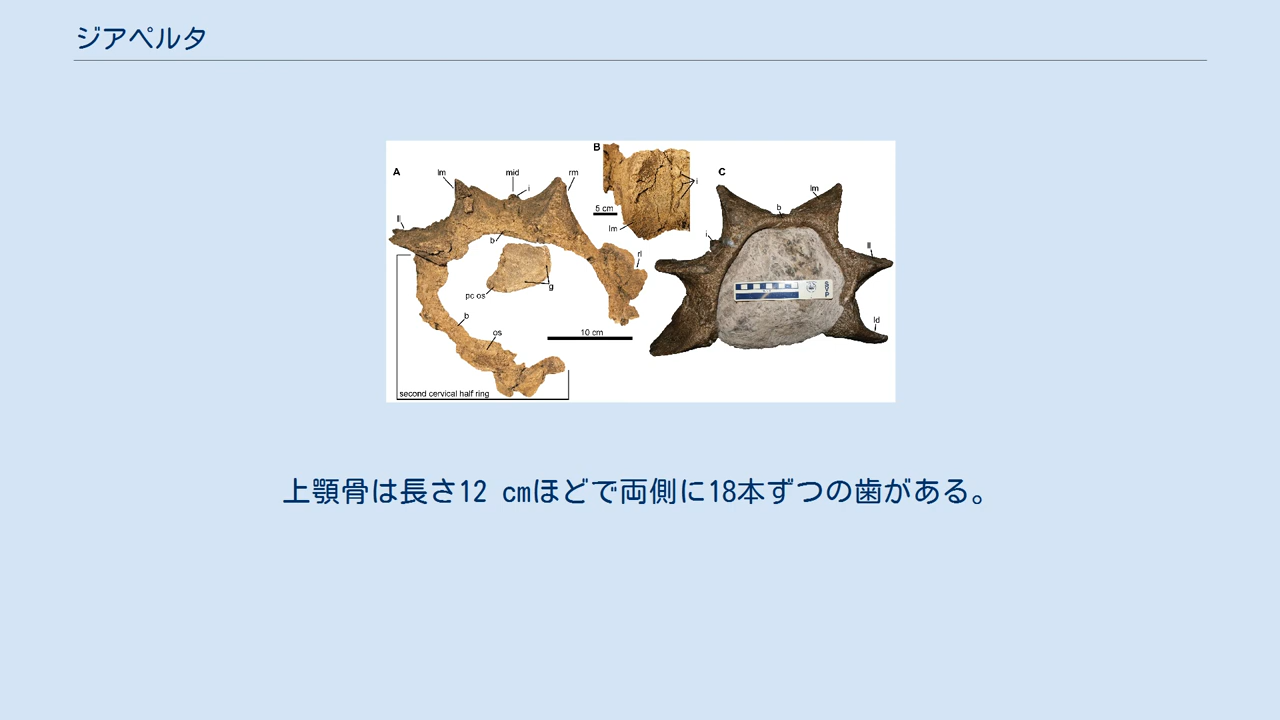 ジアペルタ
A
lm
mid
i
rm
ll
b
rl
pc os
g
b
os
10 cm
second cervical half ring
B
i
5 cm
lm
C
lm
b
i
ll
ld
上顎骨は長さ12 cmほどで両側に18本ずつの歯がある。